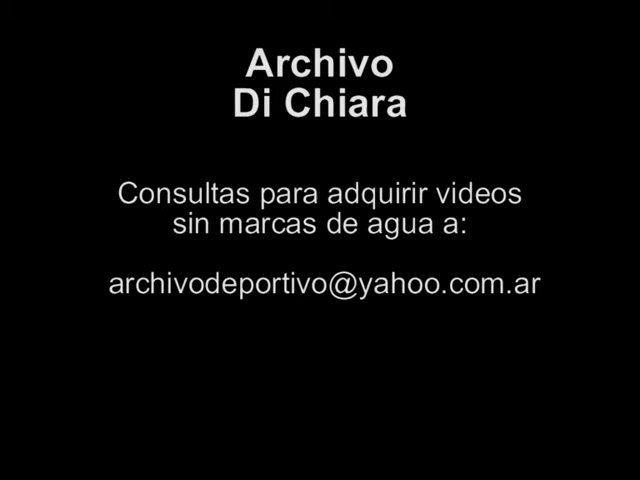 Archivo
Di Chiara
Consultas para adquirir videos
sin marcas de agua a:
archivodeportivo@yahoo.com.ar